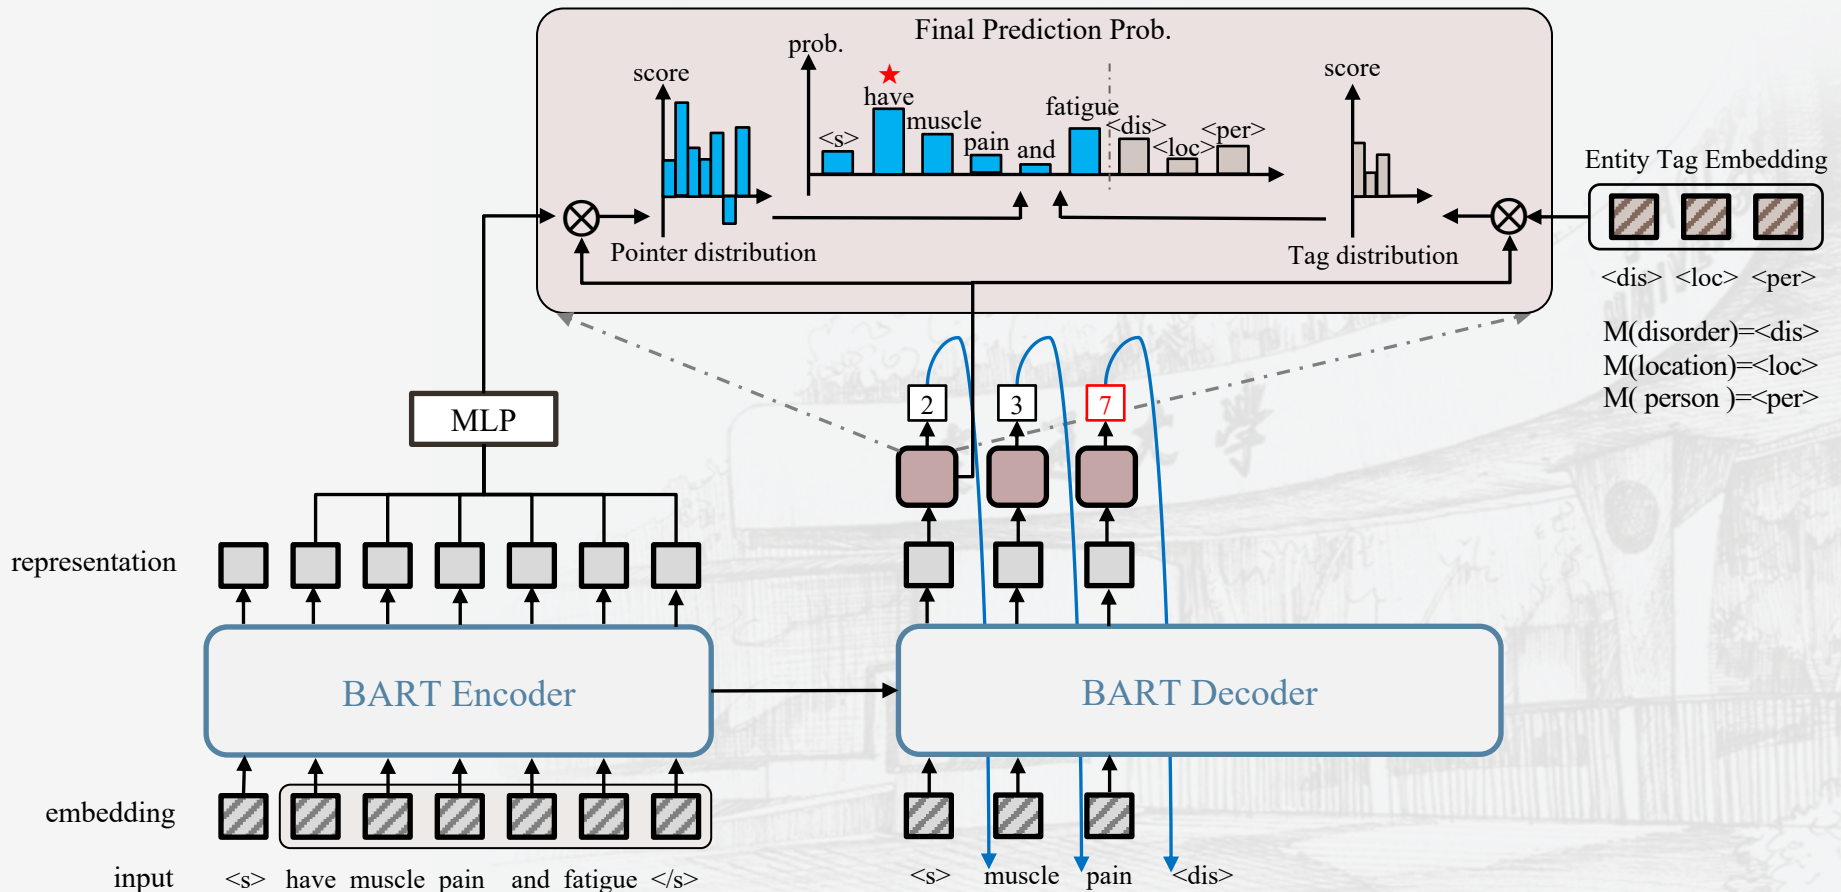 Final Prediction Prob.
prob.
score
★
have
fatigue
muscle
<s>
pain
and
<dis>
<loc>
<per>
score
Pointer distribution
Tag distribution
Entity Tag Embedding
<dis> <loc> <per>
M(disorder)=<dis>
M(location)=<loc>
M( person )=<per>
MLP
2 3 7
representation
BART Encoder
BART Decoder
embedding
input <s> have muscle pain and fatigue </s> <s> muscle pain <dis>